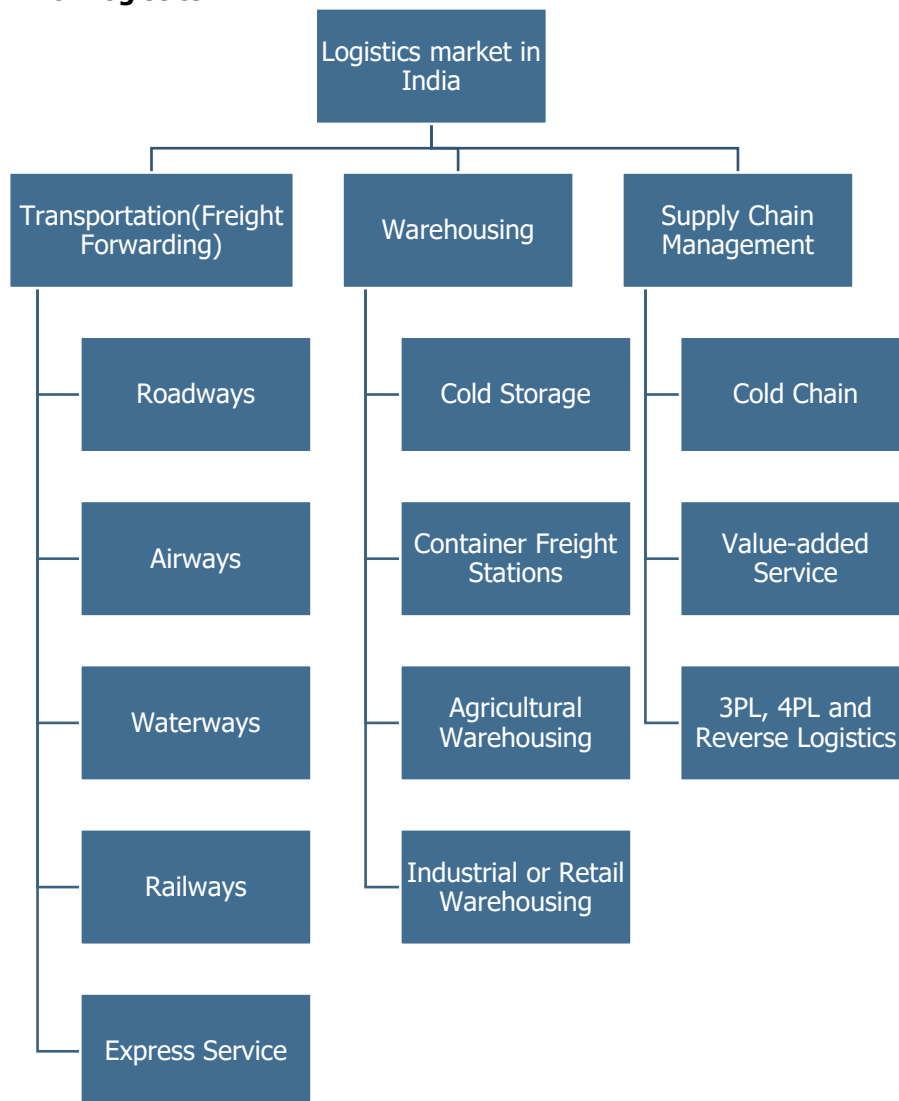 Logistics market in
India
Transportation(Freight
Forwarding)
Warehousing
Supply Chain
Management
Roadways
Cold Storage
Cold Chain
Airways
Container Freight
Stations
Value-added
Service
Waterways
Agricultural
Warehousing
3PL, 4PL and
Reverse Logistics
Railways
Industrial or Retail
Warehousing
Express Service